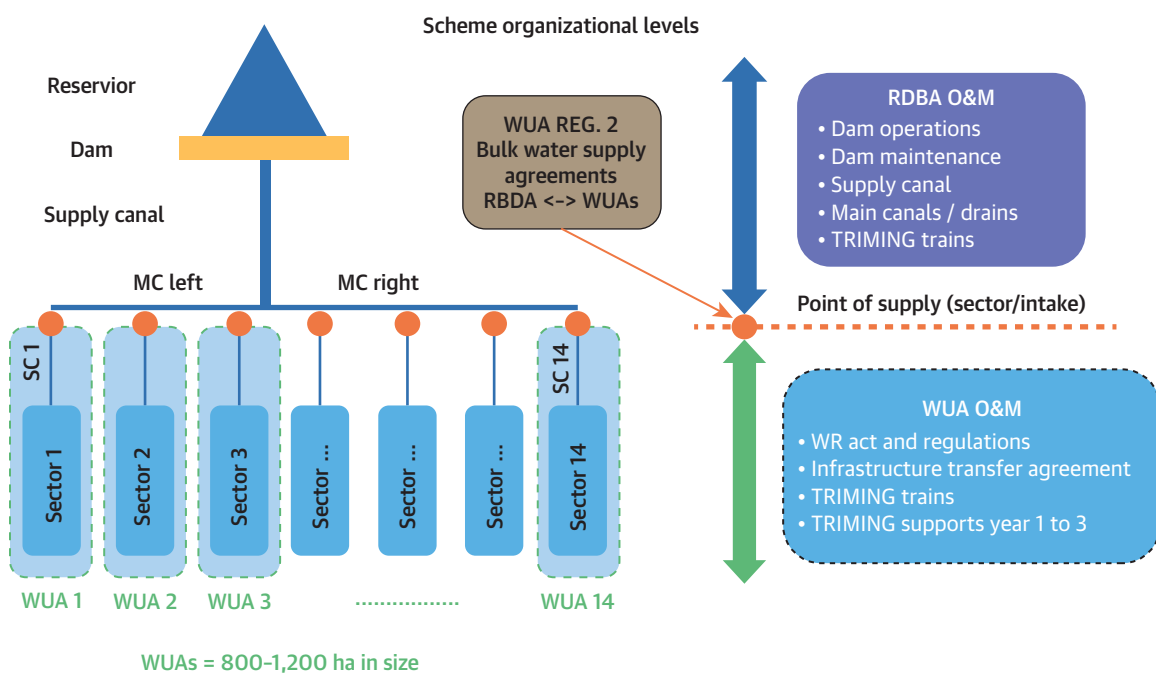 Scheme organizational levels
Reservior
Dam
Supply canal
MC left
MC right
WUA REG. 2
Bulk water supply
agreements
RBDA <-> WUAs
RDBA O&M
• Dam operations
• Dam maintenance
• Supply canal
• Main canals / drains
• TRIMING trains
Point of supply (sector/intake)
SC 1
SC 14
Sector 1
Sector 2
Sector 3
Sector ...
Sector ...
Sector ...
Sector 14
WUA 1
WUA 2
WUA 3
....................
WUA 14
WUA O&M
• WR act and regulations
• Infrastructure transfer agreement
• TRIMING trains
• TRIMING supports year 1 to 3
WUAs = 800–1,200 ha in size